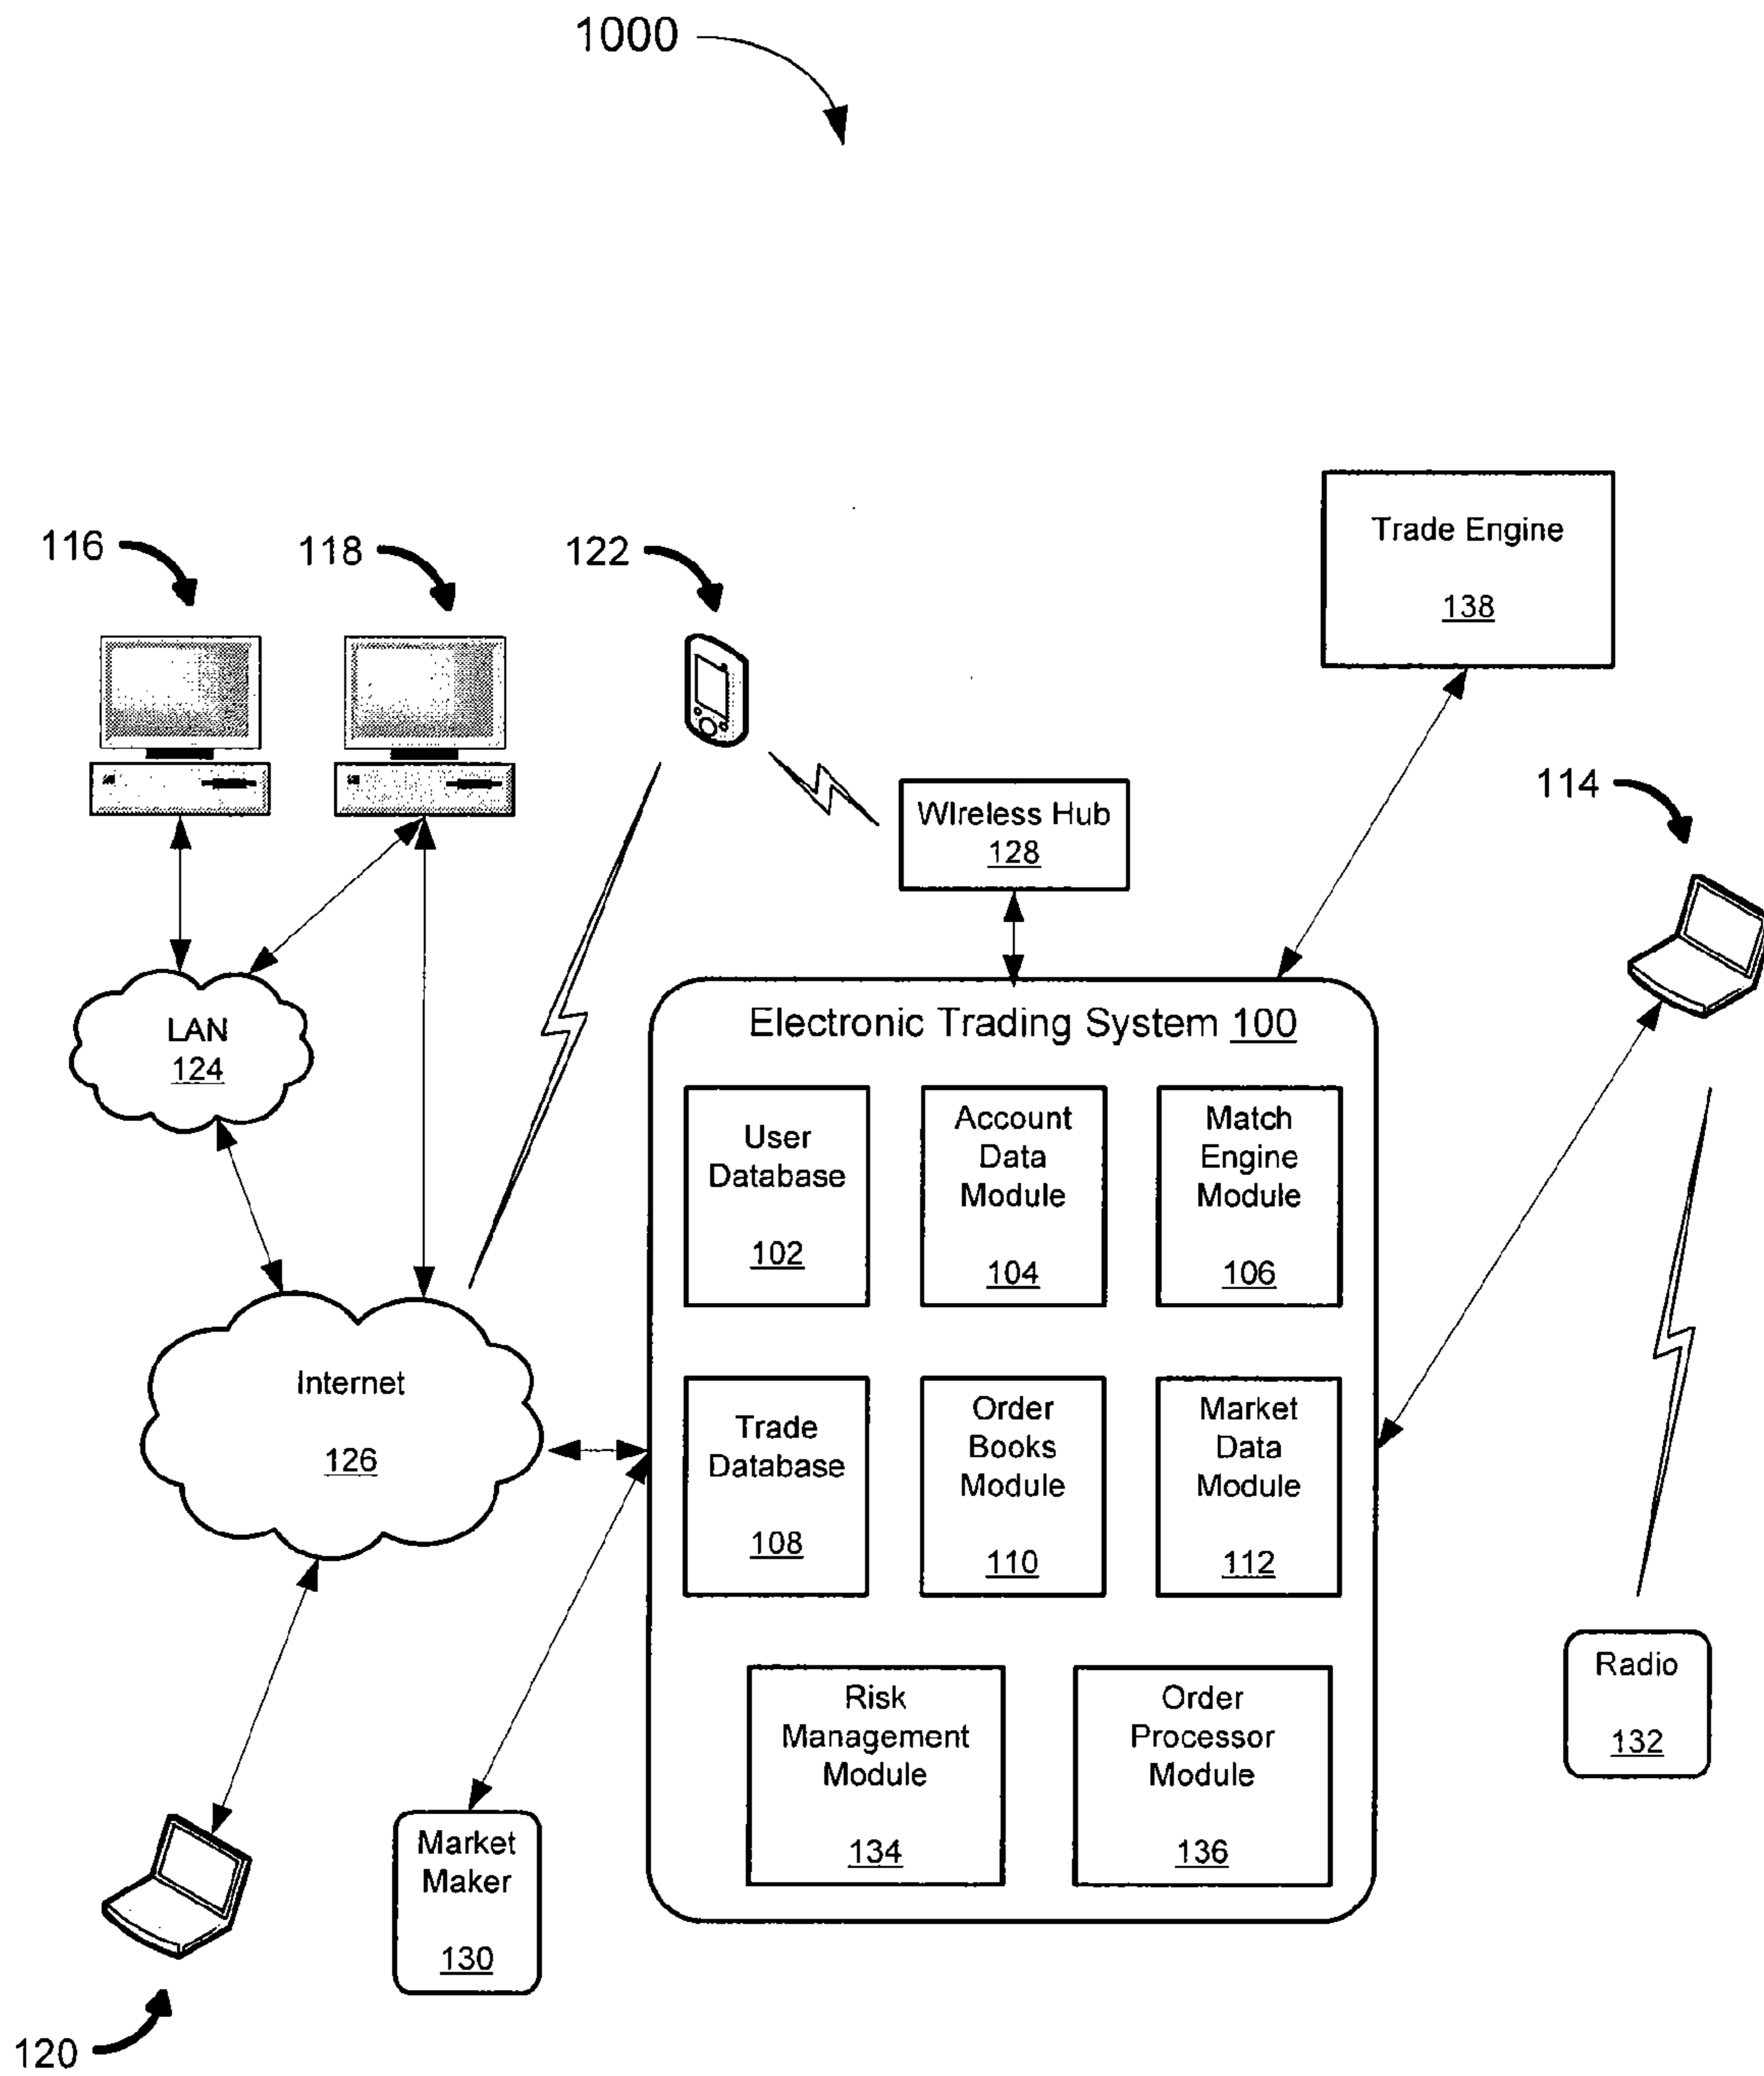 1000
116
118
122
Trade Engine
138
114
WIreless Hub
128
LAN
124
Electronic Trading System 100
User
Database
102
Account
Data
Module
104
Match
Engine
Module
106
Internet
126
Trade
Database
108
Order
Books
Module
110
Market
Data
Module
112
Risk
Management
Module
134
Order
Processor
Module
136
Radio
132
Market
Maker
130
120